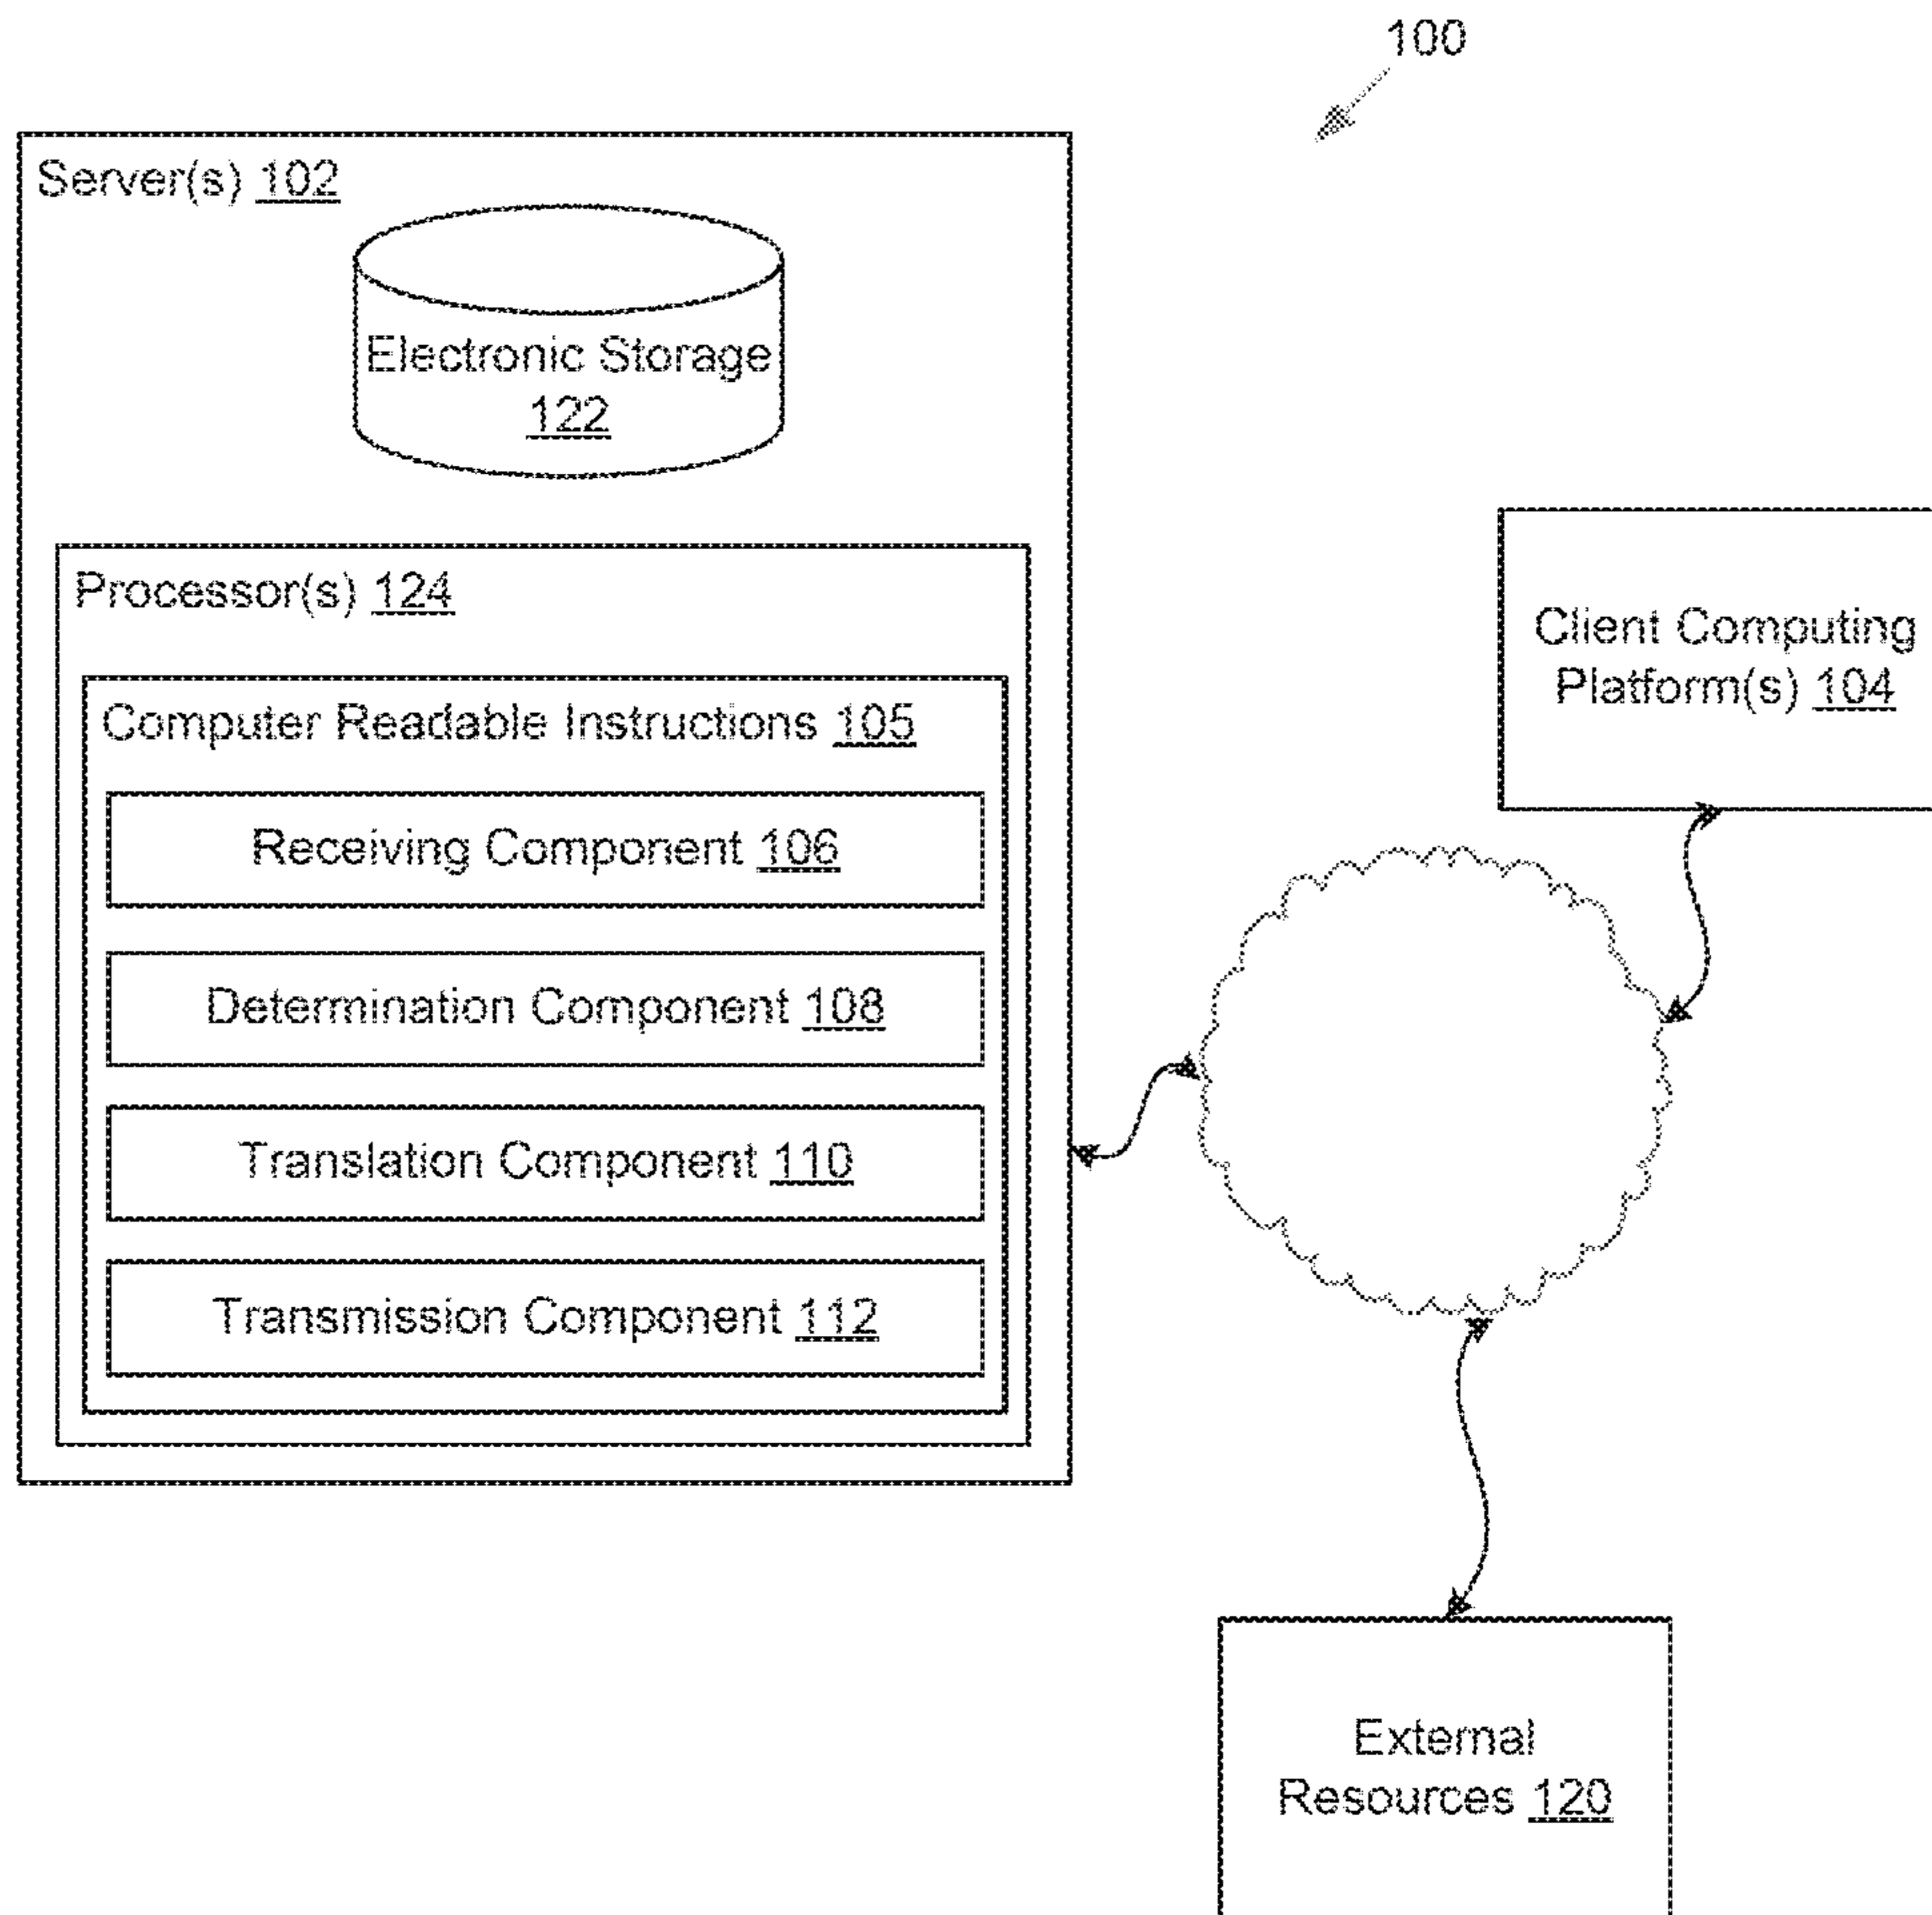 100
Server(s) 102
Electronic Storage
122
Processor(s) 124
Computer Readable Instructions 105
Receiving Component 106
Determination Component 108
Translation Component 110
Transmission Component 112
Client Computing
Platform(s) 104
External
Resources 120